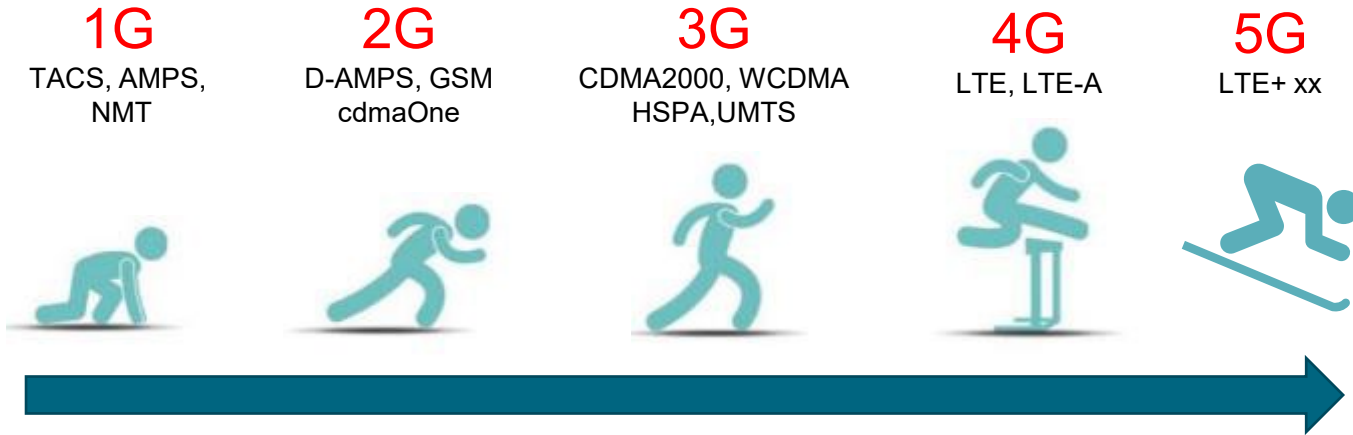 1G
TACS, AMPS,
NMT
2G
D-AMPS, GSM
cdmaOne
3G
CDMA2000, WCDMA
HSPA,UMTS
4G
LTE, LTE-A
5G
LTE+ xx